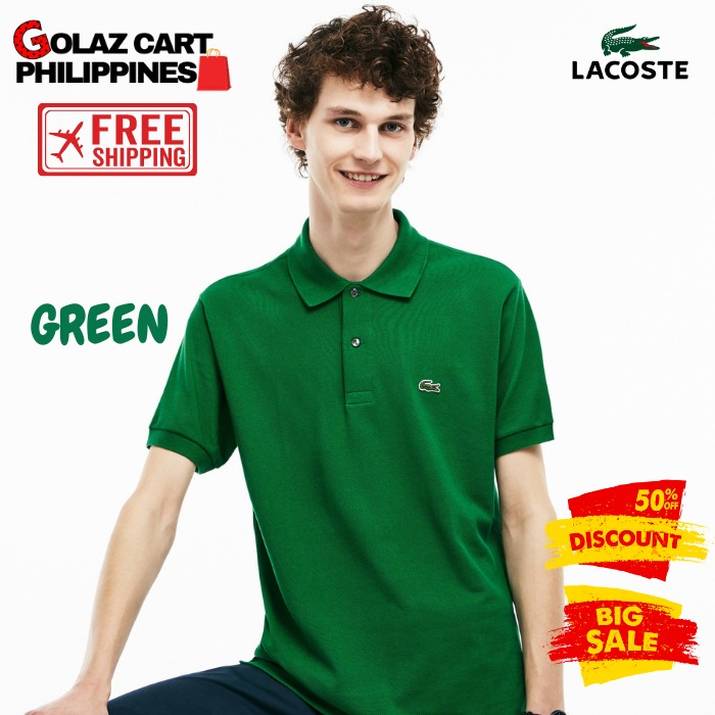 GOLAZ CART
PHILIPPINES
LACOSTE
FREE
SHIPPING
GREEN
50% OFF
DISCOUNT
BIG
SALE